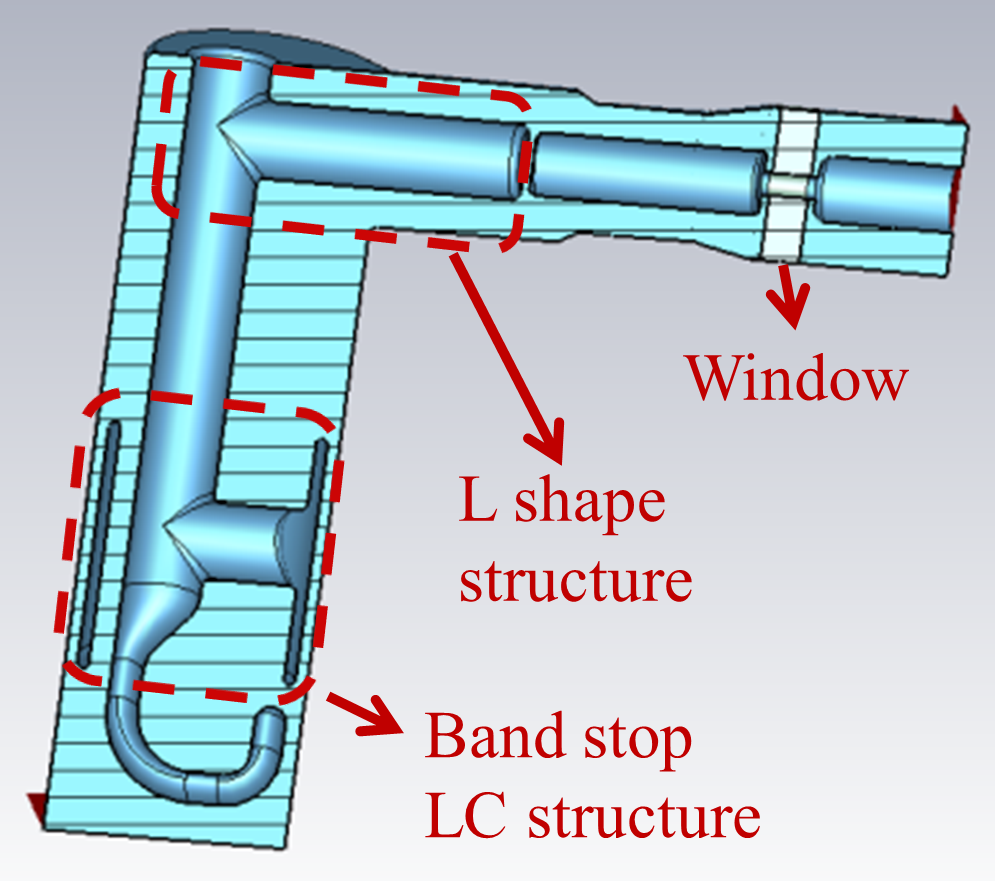 Window
L shape
structure
Band stop
LC structure